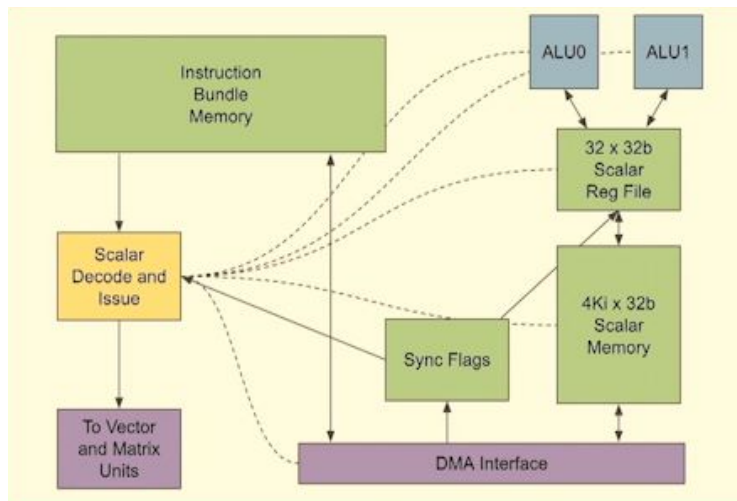 Instruction
Bundle
Memory
ALU0
ALU1
32 x 32b
Scalar
Reg File
Scalar
Decode and
Issue
4Ki x 32b
Scalar
Memory
Sync Flags
To Vector
and Matrix
Units
DMA Interface